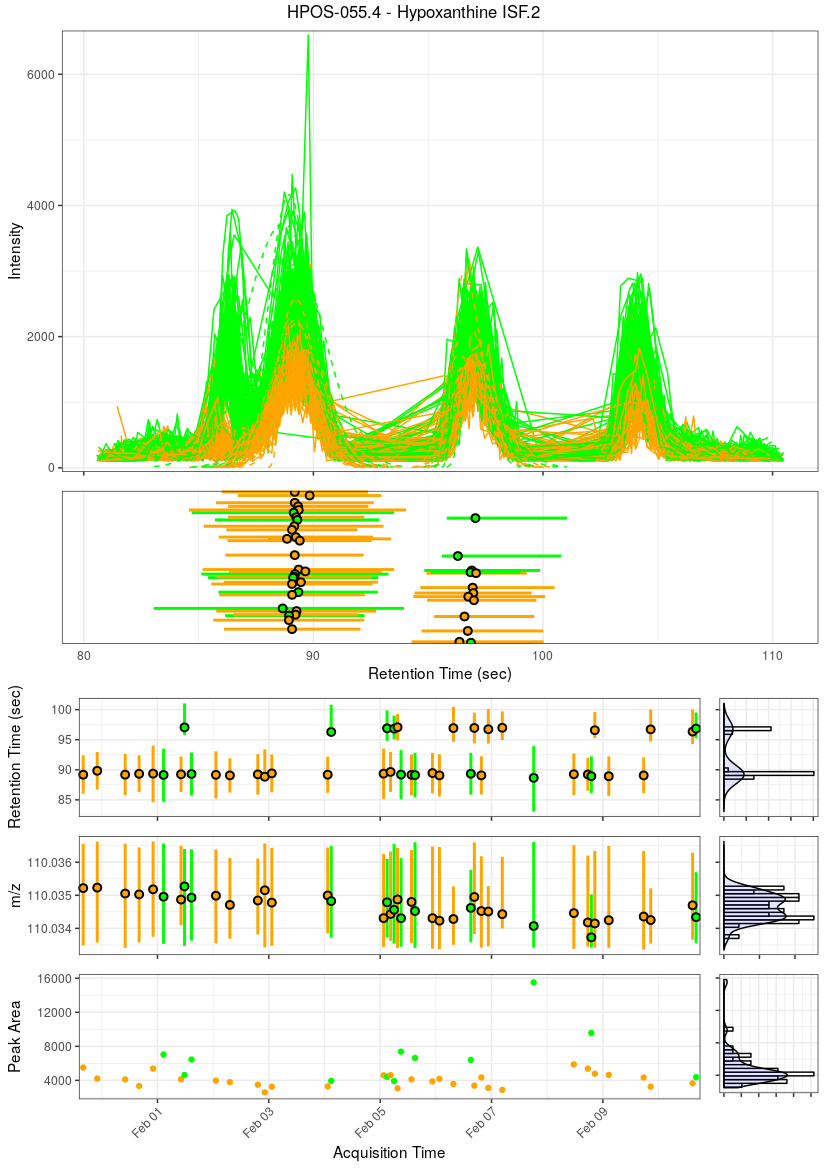 HPOS-055.4 - Hypoxanthine ISF.2
6000
4000
2000
0
Intensity
80 90 100 110
Retention Time (sec)
100
95
90
85
Retention Time (sec)
110.036
110.035
110.034
m/z
16000
12000
8000
4000
Peak Area
Feb 01 Feb 03 Feb 05 Feb 07 Feb 09
Acquisition Time